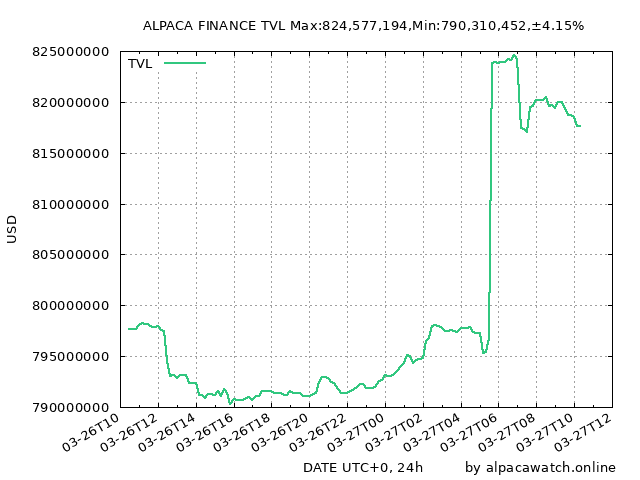 ALPACA FINANCE TVL Max:824,577,194,Min:790,310,452,±4.15%
TVL
825000000
820000000
815000000
810000000
805000000
800000000
795000000
790000000
USD
03-26T10
03-26T12
03-26T14
03-26T16
03-26T18
03-26T20
03-26T22
03-27T00
03-27T02
03-27T04
03-27T06
03-27T08
03-27T10
03-27T12
DATE UTC+0, 24h
by alpacawatch.online